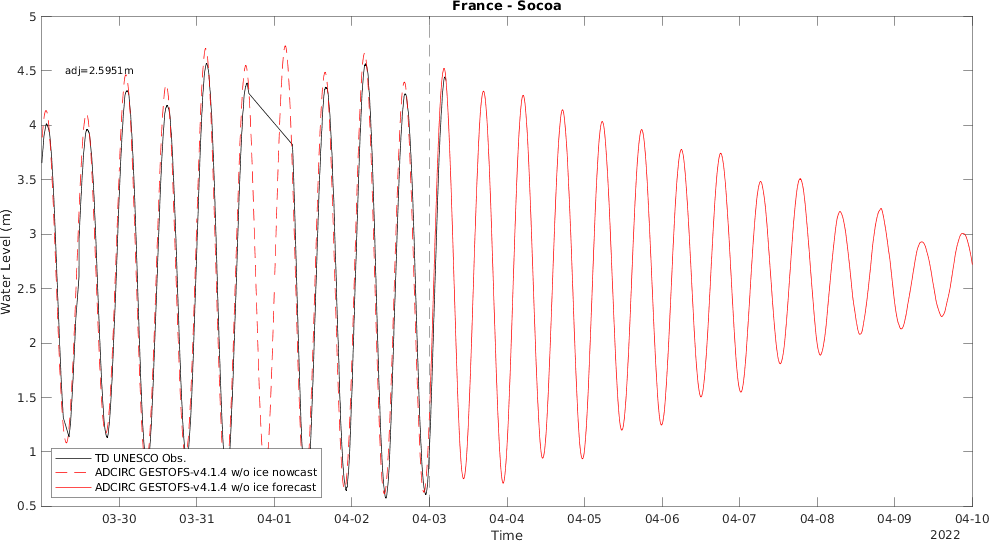 France - Socoa
adj=2.5951m
Water Level (m)
5
4.5
4
3.5
3
2.5
2
1.5
1
0.5
TD UNESCO Obs.
ADCIRC GESTOFS-v4.1.4 w/o ice nowcast
ADCIRC GESTOFS-v4.1.4 w/o ice forecast
03-30 03-31 04-01 04-02 04-03 04-04 04-05 04-06 04-07 04-08 04-09 04-10
Time
2022